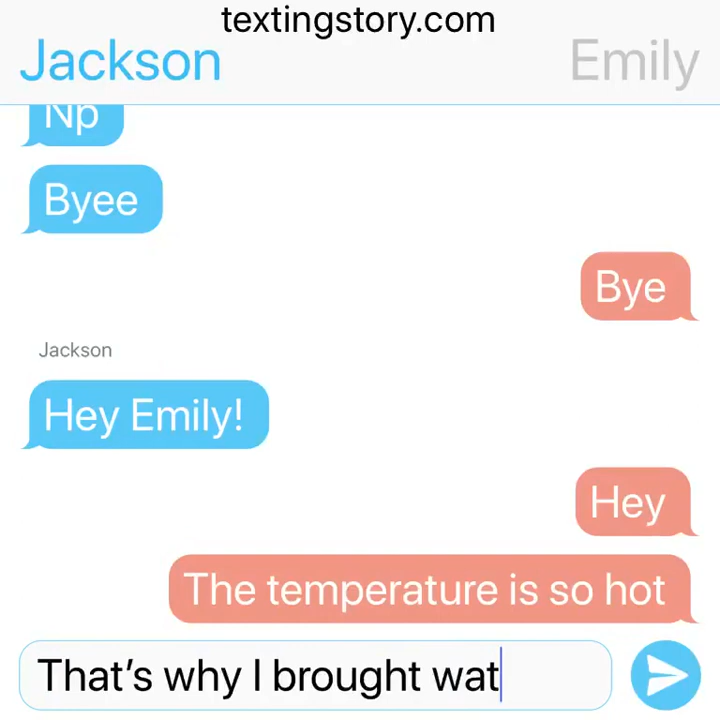 textingstory.com
Jackson
Emily
Np
Byee
Bye
Jackson
Hey Emily!
Hey
The temperature is so hot
That's why I brought wat